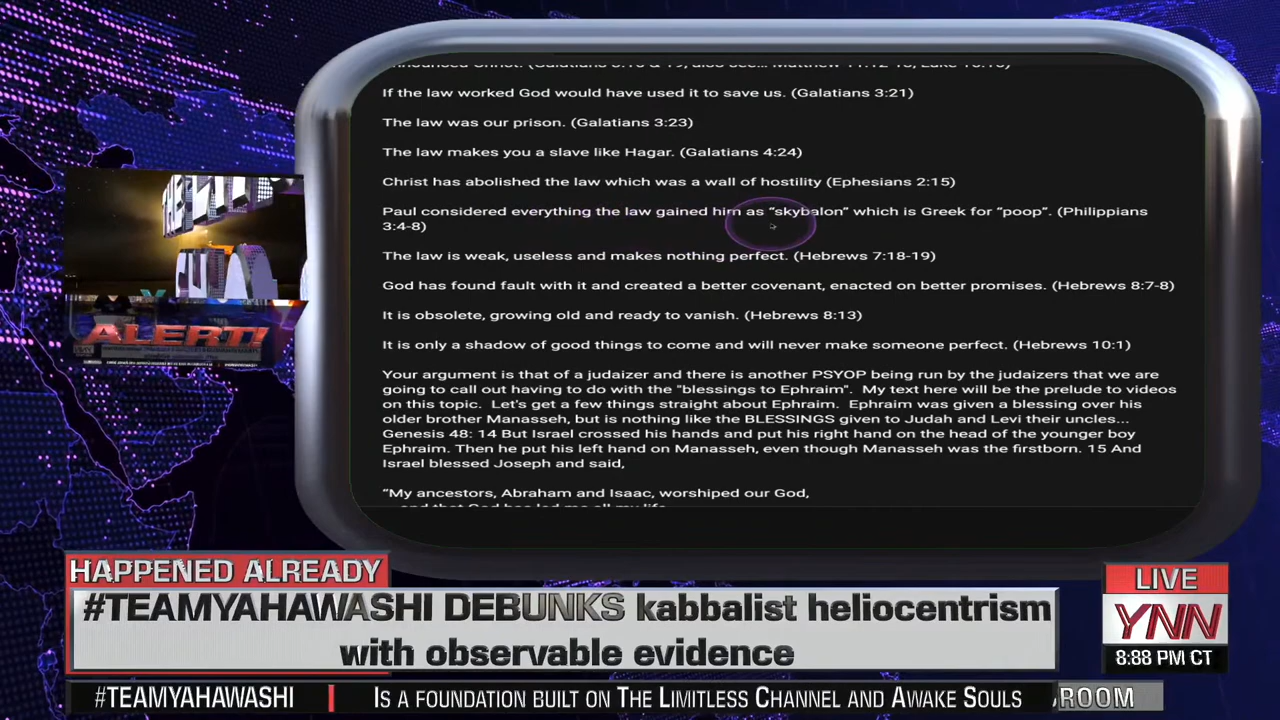 If the law worked God would have used it to save us. (Galatians 3:21)
The law was our prison. (Galatians 3:23)
The law makes you a slave like Hagar. (Galatians 4:24)
Christ has abolished the law which was a wall of hostility (Ephesians 2:15)
Paul considered everything the law gained him as “skybalon” which is Greek for “poop”. (Philippians
3:4-8)
The law is weak, useless and makes nothing perfect. (Hebrews 7:18-19)
God has found fault with it and created a better covenant, enacted on better promises. (Hebrews 8:7-8)
It is obsolete, growing old and ready to vanish. (Hebrews 8:13)
It is only a shadow of good things to come and will never make someone perfect. (Hebrews 10:1)
Your argument is that of a judaizer and there is another PSYOP being run by the judaizers that we are
going to call out having to do with the "blessings to Ephraim".  My text here will be the prelude to videos
on this topic.  Let's get a few things straight about Ephraim.  Ephraim was given a blessing over his
older brother Manasseh, but is nothing like the BLESSINGS given to Judah and Levi their uncles...
Genesis 48: 14 But Israel crossed his hands and put his right hand on the head of the younger boy
Ephraim. Then he put his left hand on Manasseh, even though Manasseh was the firstborn. 15 And
Israel blessed Joseph and said,
“My ancestors, Abraham and Isaac, worshiped our God,
ALERT!
HAPPENED ALREADY
#TEAMYAHAWASHI DEBUNKS kabbalist heliocentrism
with observable evidence
LIVE
YNN
8:88 PM CT
#TEAMYAHAWASHI
IS A FOUNDATION BUILT ON THE LIMITLESS CHANNEL AND AWAKE SOULS
ROOM